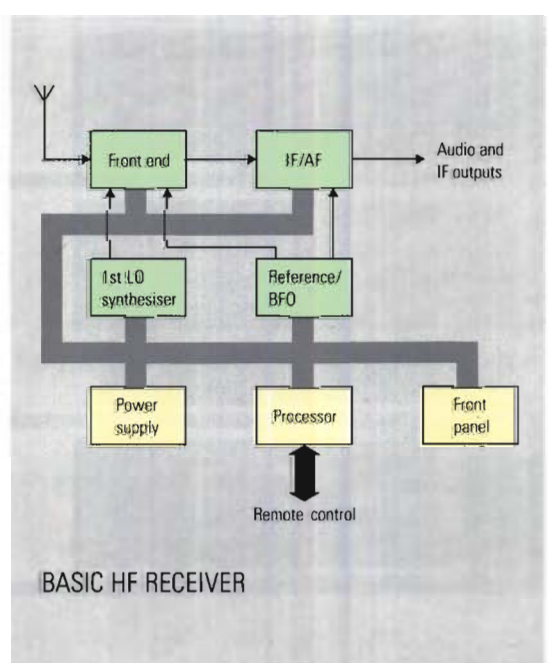 Front end
IF/AF
Audio and
IF outputs
1st LO
synthesiser
Reference/
BFO
Power
supply
Processor
Front
panel
Remote control
BASIC HF RECEIVER